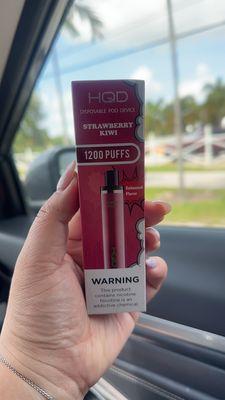 HQD
DISPOSABLE POD DEVICE
STRAWBERRY
KIWI
1200 PUFFS
Enhanced
Flavor
WARNING
This product
contains nicotine
Nicotine is an
addictive chemical.